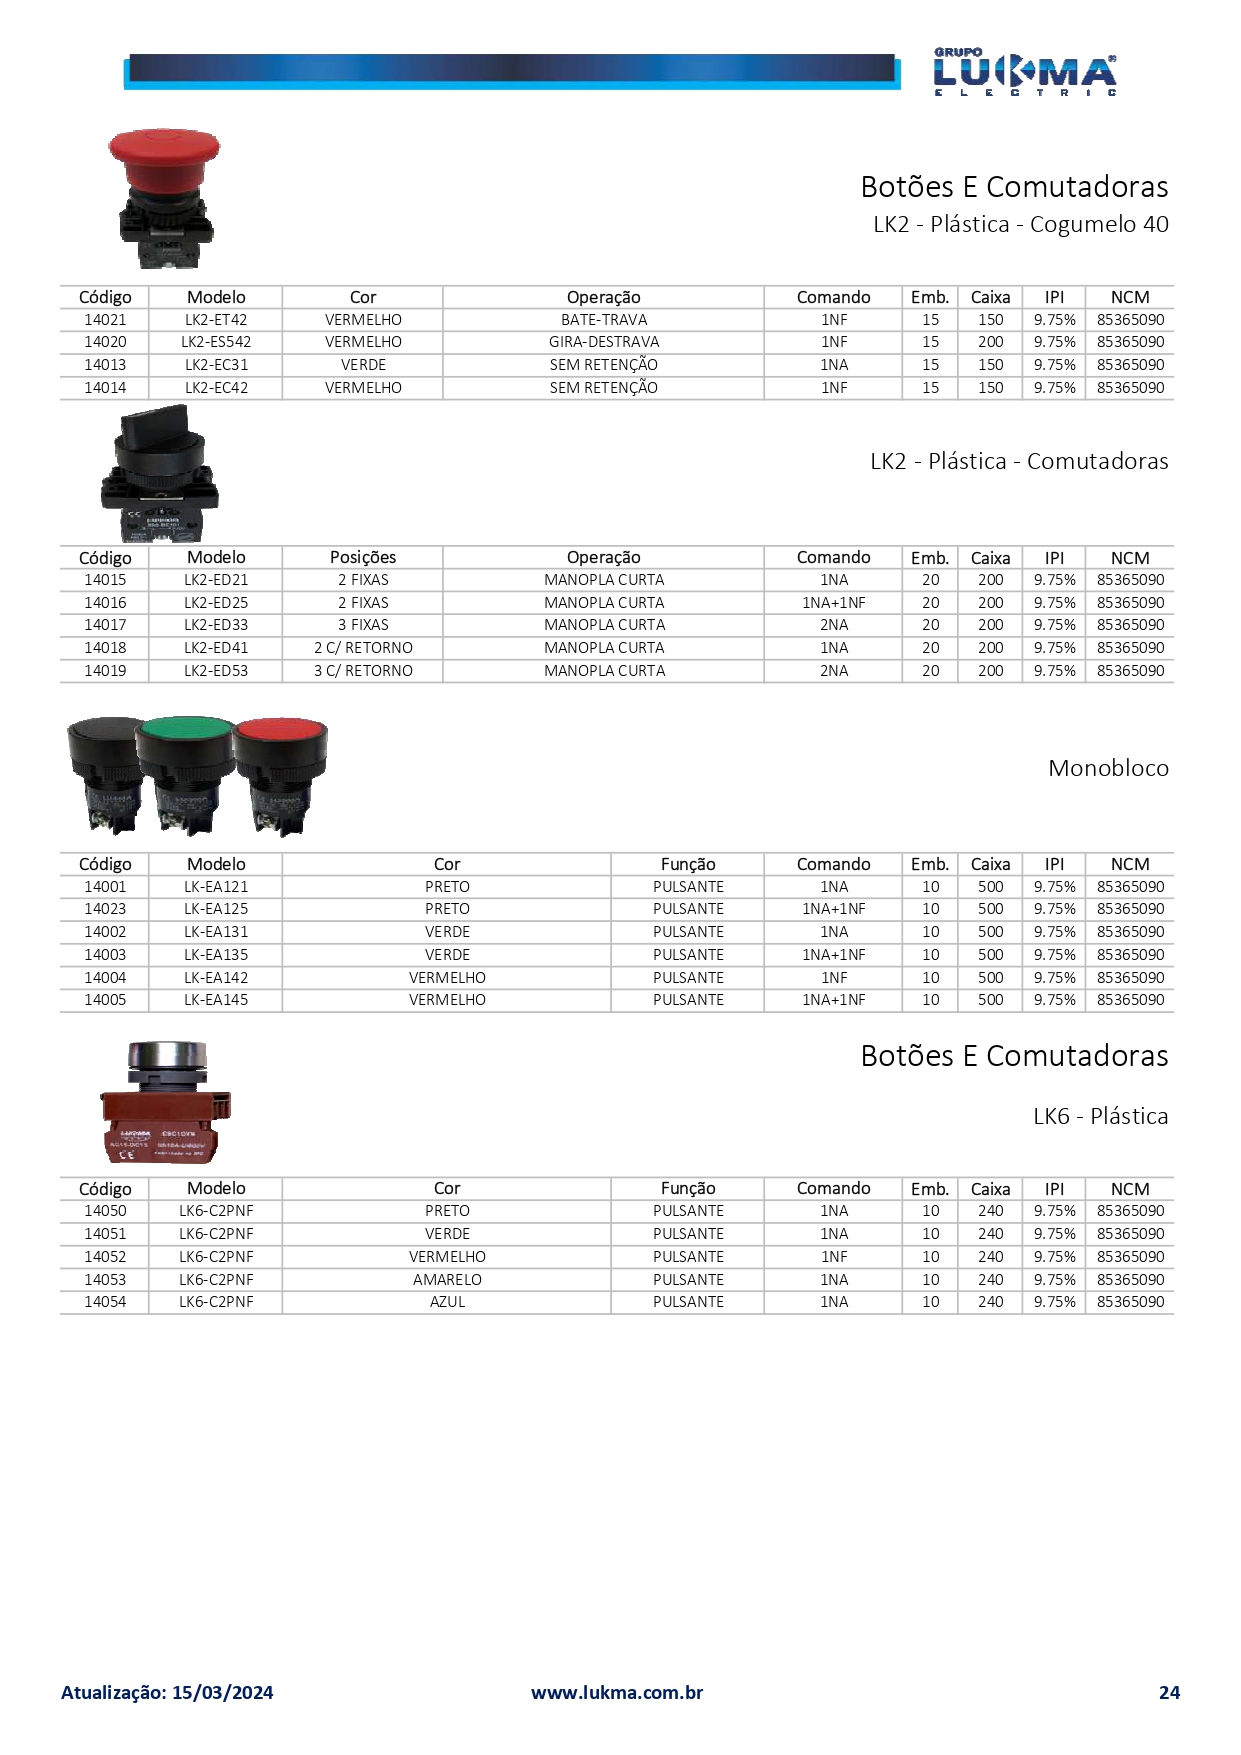 GRUPO
LUKMA
ELECTRIC
Botões E Comutadoras
LK2 - Plástica - Cogumelo 40
Código Modelo Cor Operação Comando Emb. Caixa IPI NCM
14021 LK2-ET42 VERMELHO BATE-TRAVA 1NF 15 150 9.75% 85365090
14020 LK2-ES542 VERMELHO GIRA-DESTRAVA 1NF 15 200 9.75% 85365090
14013 LK2-EC31 VERDE SEM RETENÇÃO 1NA 15 150 9.75% 85365090
14014 LK2-EC42 VERMELHO SEM RETENÇÃO 1NF 15 150 9.75% 85365090
LK2 - Plástica - Comutadoras
Código Modelo Posições Operação Comando Emb. Caixa IPI NCM
14015 LK2-ED21 2 FIXAS MANOPLA CURTA 1NA 20 200 9.75% 85365090
14016 LK2-ED25 2 FIXAS MANOPLA CURTA 1NA+1NF 20 200 9.75% 85365090
14017 LK2-ED33 3 FIXAS MANOPLA CURTA 2NA 20 200 9.75% 85365090
14018 LK2-ED41 2 C/ RETORNO MANOPLA CURTA 1NA 20 200 9.75% 85365090
14019 LK2-ED53 3 C/ RETORNO MANOPLA CURTA 2NA 20 200 9.75% 85365090
Monobloco
Código Modelo Cor Função Comando Emb. Caixa IPI NCM
14001 LK-EA121 PRETO PULSANTE 1NA 10 500 9.75% 85365090
14023 LK-EA125 PRETO PULSANTE 1NA+1NF 10 500 9.75% 85365090
14002 LK-EA131 VERDE PULSANTE 1NA 10 500 9.75% 85365090
14003 LK-EA135 VERDE PULSANTE 1NA+1NF 10 500 9.75% 85365090
14004 LK-EA142 VERMELHO PULSANTE 1NF 10 500 9.75% 85365090
14005 LK-EA145 VERMELHO PULSANTE 1NA+1NF 10 500 9.75% 85365090
Botões E Comutadoras
LK6 - Plástica
LUKMA
CE
Código Modelo Cor Função Comando Emb. Caixa IPI NCM
14050 LK6-C2PNF PRETO PULSANTE 1NA 10 240 9.75% 85365090
14051 LK6-C2PNF VERDE PULSANTE 1NA 10 240 9.75% 85365090
14052 LK6-C2PNF VERMELHO PULSANTE 1NF 10 240 9.75% 85365090
14053 LK6-C2PNF AMARELO PULSANTE 1NA 10 240 9.75% 85365090
14054 LK6-C2PNF AZUL PULSANTE 1NA 10 240 9.75% 85365090
Atualização: 15/03/2024 www.lukma.com.br 24